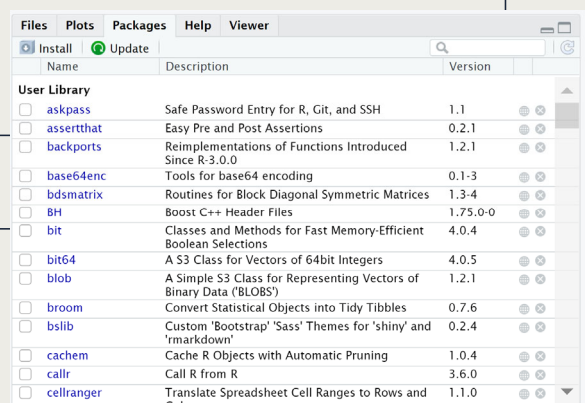 Files Plots Packages Help Viewer
Install Update
Name Description Version
User Library
askpass Safe Password Entry for R, Git, and SSH 1.1
assertthat Easy Pre and Post Assertions 0.2.1
backports Reimplementations of Functions Introduced 1.2.1
Since R-3.0.0
base64enc Tools for base64 encoding 0.1-3
bdsmatrix Routines for Block Diagonal Symmetric Matrices 1.3-4
BH Boost C++ Header Files 1.75.0-0
bit Classes and Methods for Fast Memory-Efficient 4.0.4
Boolean Selections
bit64 A S3 Class for Vectors of 64bit Integers 4.0.5
blob A Simple S3 Class for Representing Vectors of 1.2.1
Binary Data ('BLOBS')
broom Convert Statistical Objects into Tidy Tibbles 0.7.6
bslib Custom 'Bootstrap' 'Sass' Themes for 'shiny' and 0.2.4
'rmarkdown'
cachem Cache R Objects with Automatic Pruning 1.0.4
callr Call R from R 3.6.0
cellranger Translate Spreadsheet Cell Ranges to Rows and 1.1.0